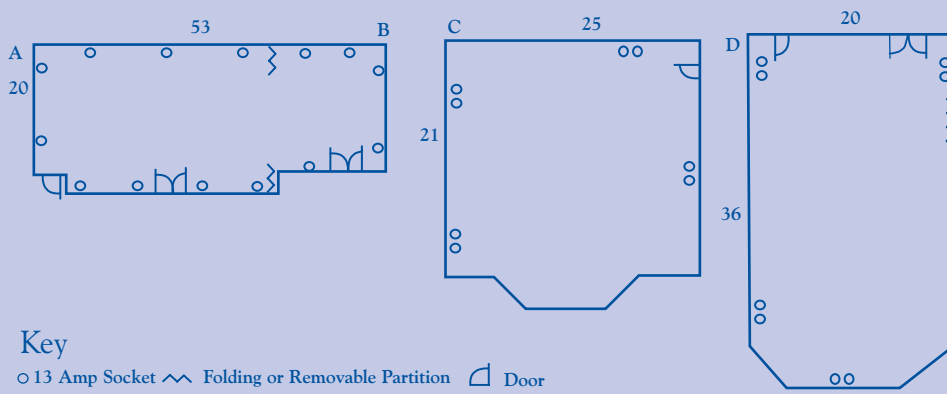 A
53
B
20
C
25
21
D
20
36
Key
13 Amp Socket Folding or Removable Partition Door